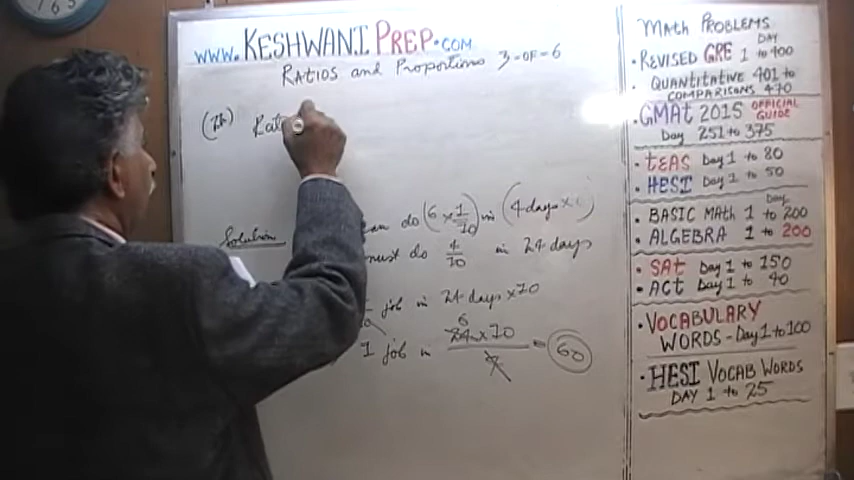 www.KESHWANIPREP.COM
RATIOS and Proportions 3-OF-6
do (6 x 1/10) in (4 days x
Solution
must do 4/10 in 24 days
job in 24 days x 10
6
1 job in 24 x 10 = 60
MATH PROBLEMS
DAY
• REVISED GRE 1 to 400
• QUANTITATIVE 401 to
COMPARISONS 470
• GMAT 2015 OFFICIAL GUIDE
Day 251 to 375
• TEAS Day 1 to 80
• HESI Day 1 to 50
Day
• BASIC MATH 1 to 200
• ALGEBRA 1 to 200
• SAT Day 1 to 150
• ACT Day 1 to 40
• VOCABULARY
WORDS - Day 1 to 100
• HESI VOCAB WORDS
DAY 1 to 25